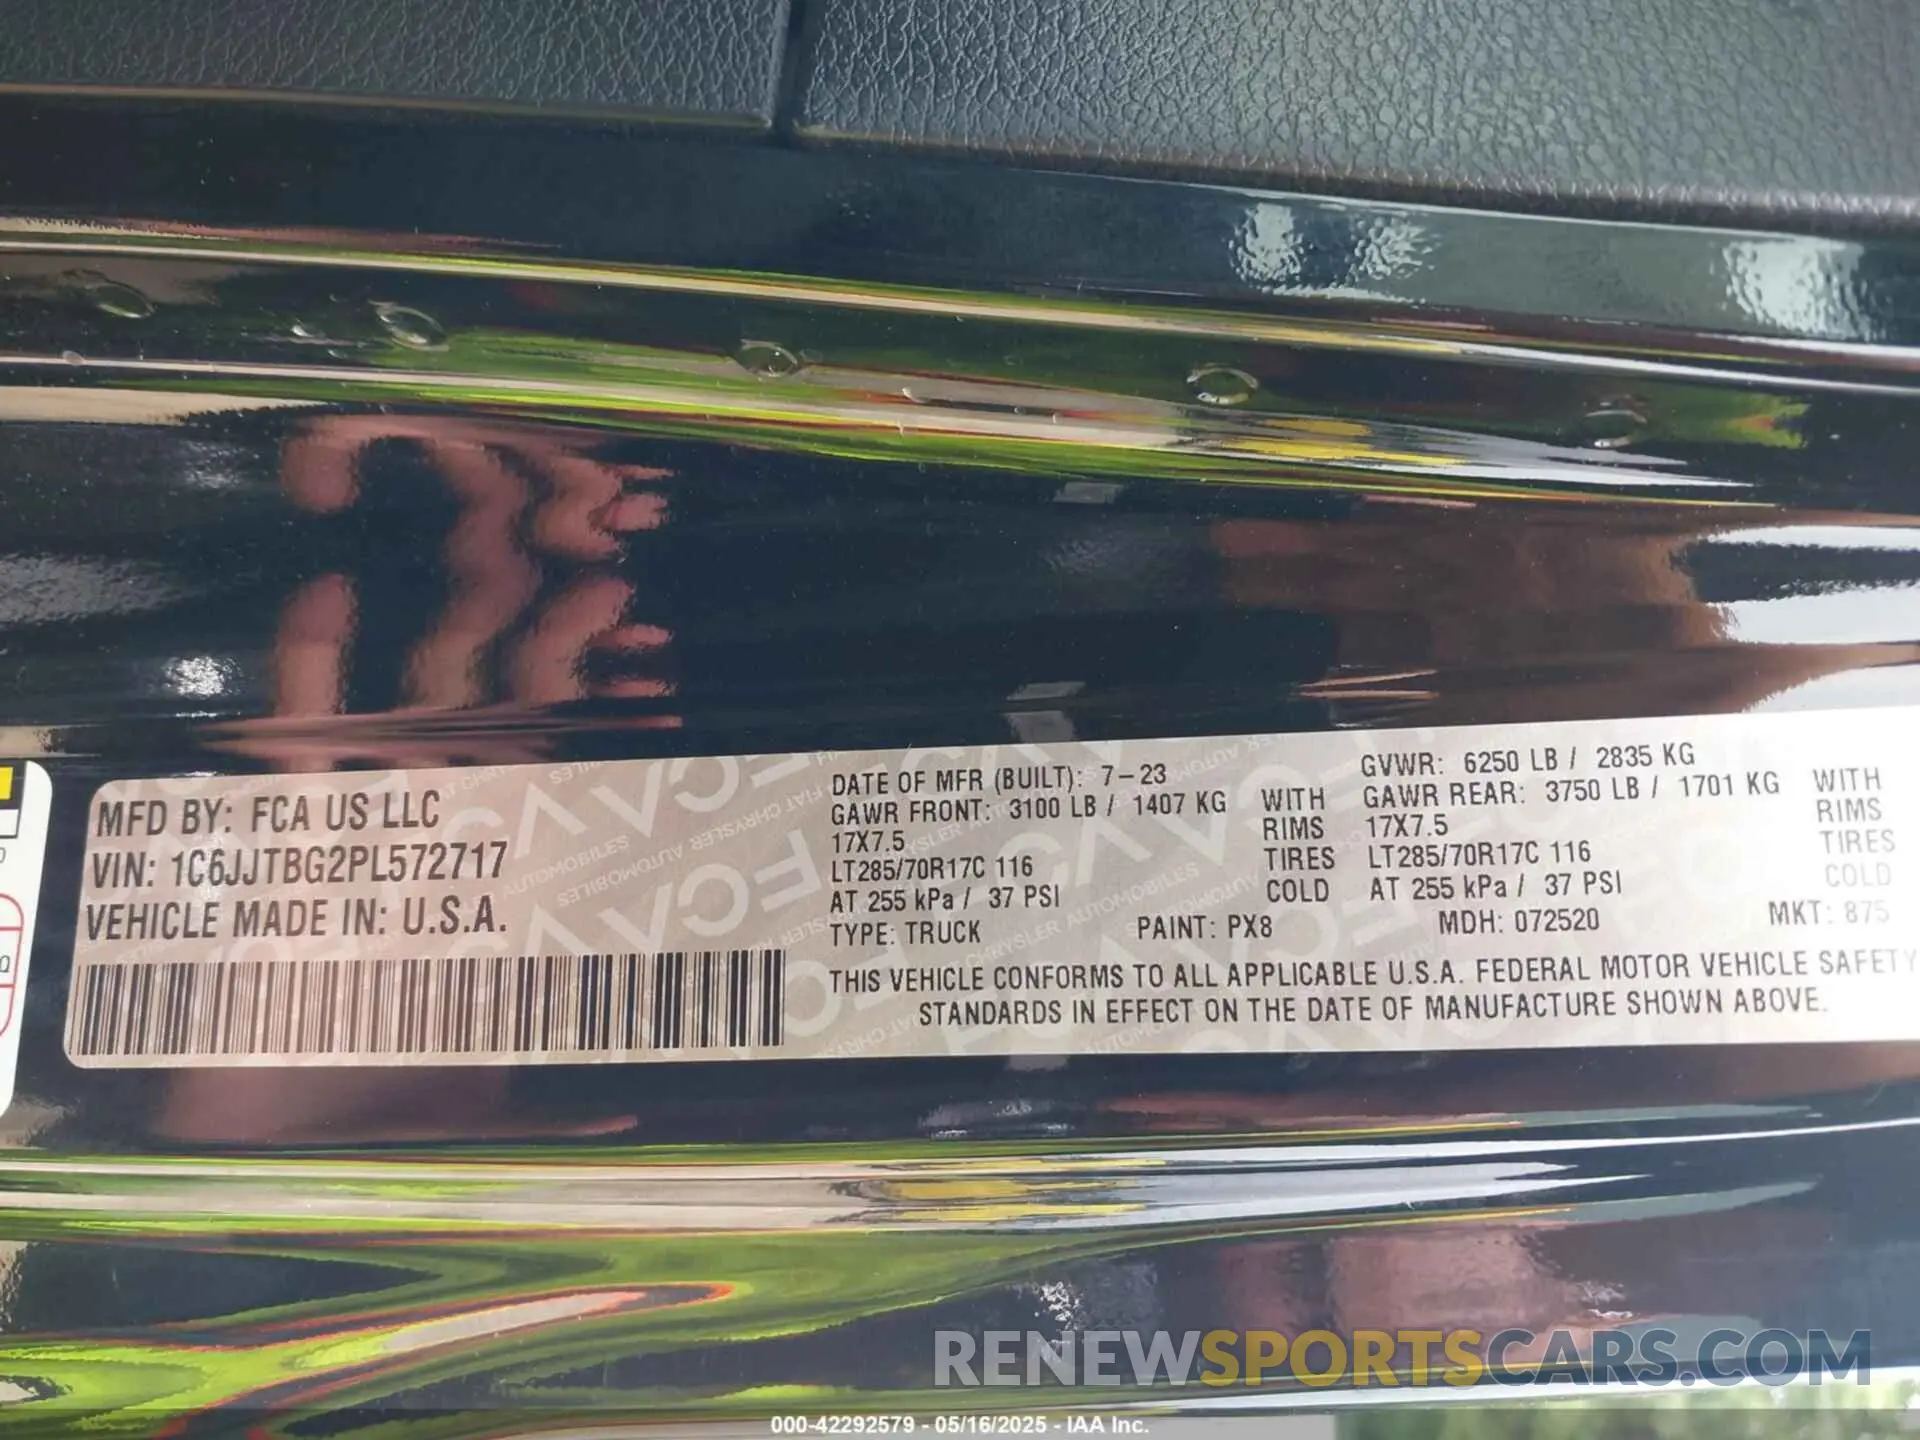 MFD BY: FCA US LLC
VIN: 1C6JJTBG2PL572717
VEHICLE MADE IN: U.S.A.
DATE OF MFR (BUILT): 7-23
GVWR: 6250 LB / 2835 KG
GAWR FRONT: 3100 LB / 1407 KG WITH GAWR REAR: 3750 LB / 1701 KG WITH
17X7.5 RIMS 17X7.5 RIMS
LT285/70R17C 116 TIRES LT285/70R17C 116 TIRES
AT 255 kPa / 37 PSI COLD AT 255 kPa / 37 PSI COLD
TYPE: TRUCK PAINT: PX8 MDH: 072520 MKT: 875
THIS VEHICLE CONFORMS TO ALL APPLICABLE U.S.A. FEDERAL MOTOR VEHICLE SAFETY
STANDARDS IN EFFECT ON THE DATE OF MANUFACTURE SHOWN ABOVE.
RENEWSPORTSCARS.COM
000-42292579 - 05/16/2025 - IAA Inc.